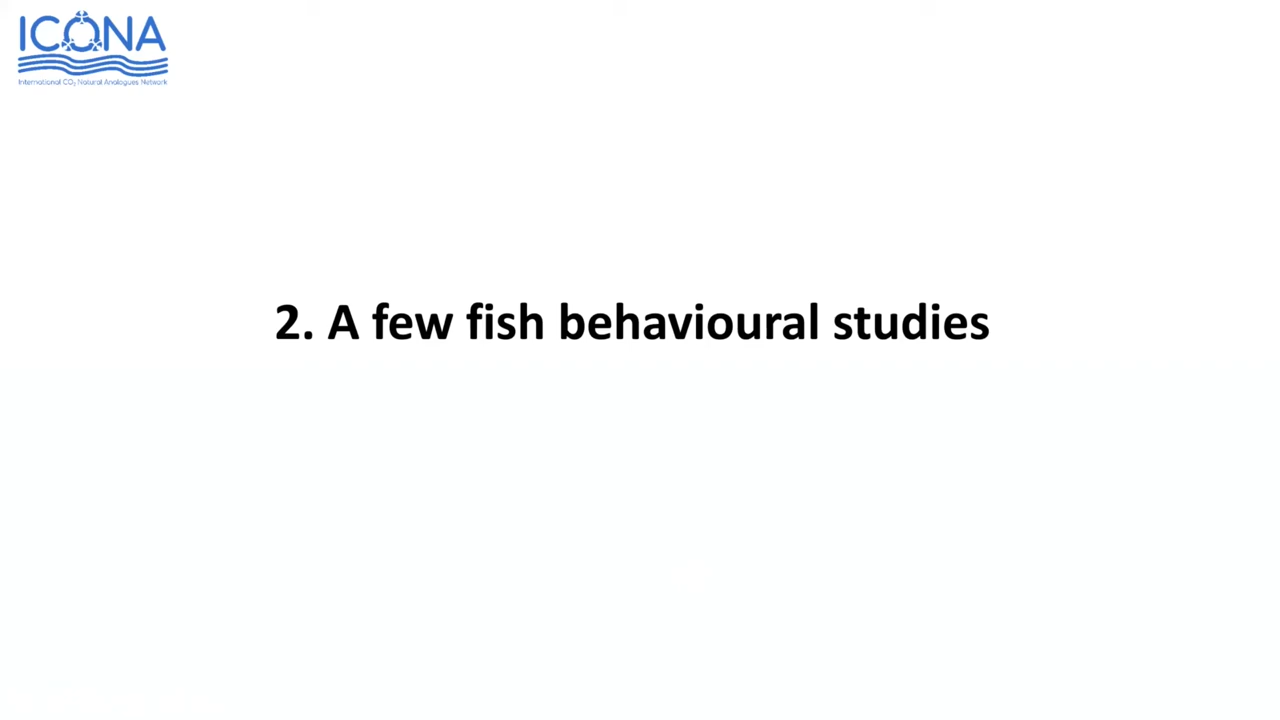 ICONA
International CO₂ Natural Analogues Network
2. A few fish behavioural studies